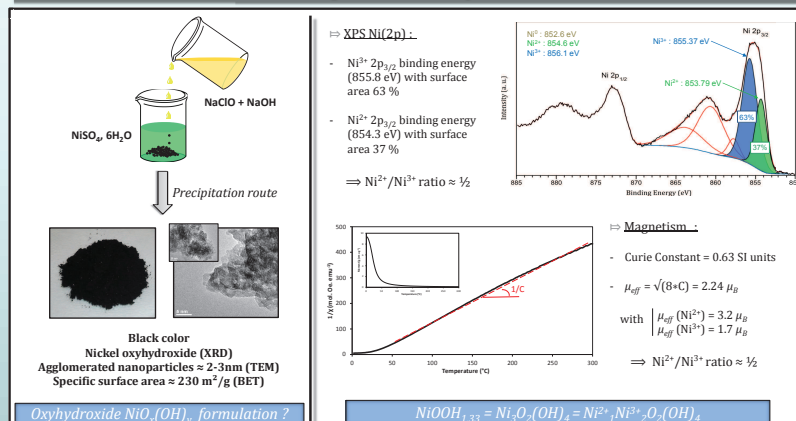 NaClO + NaOH
NiSO₄, 6H₂O
Precipitation route
Black color
Nickel oxyhydroxide (XRD)
Agglomerated nanoparticles ≈ 2-3nm (TEM)
Specific surface area ≈ 230 m²/g (BET)
Oxyhydroxide NiOₓ(OH)ᵧ formulation ?
⇨ XPS Ni(2p) :
- Ni³⁺ 2p₃/₂ binding energy
(855.8 eV) with surface
area 63 %
- Ni²⁺ 2p₃/₂ binding energy
(854.3 eV) with surface
area 37 %
⇒ Ni²⁺/Ni³⁺ ratio ≈ ½
Ni⁰ : 852.6 eV
Ni²⁺ : 854.6 eV
Ni³⁺ : 856.1 eV
Ni 2p₃/₂
Ni³⁺ : 855.37 eV
Ni²⁺ : 853.79 eV
Ni 2p₁/₂
63%
37%
Intensity (a. u.)
885 880 875 870 865 860 855 85
Binding Energy (eV)
1/χ(mol. Oe. emu⁻¹)
500
400
300
200
100
0
0 50 100 150 200 250 300
Temperature (°C)
1/C
⇨ Magnetism :
- Curie Constant = 0.63 SI units
- μeff = √(8*C) = 2.24 μB
with μeff (Ni²⁺) = 3.2 μB
μeff (Ni³⁺) = 1.7 μB
⇒ Ni²⁺/Ni³⁺ ratio ≈ ½
NiOOH₁.₃₃ = Ni₃O₂(OH)₄ = Ni²⁺₁Ni³⁺₂O₂(OH)₄